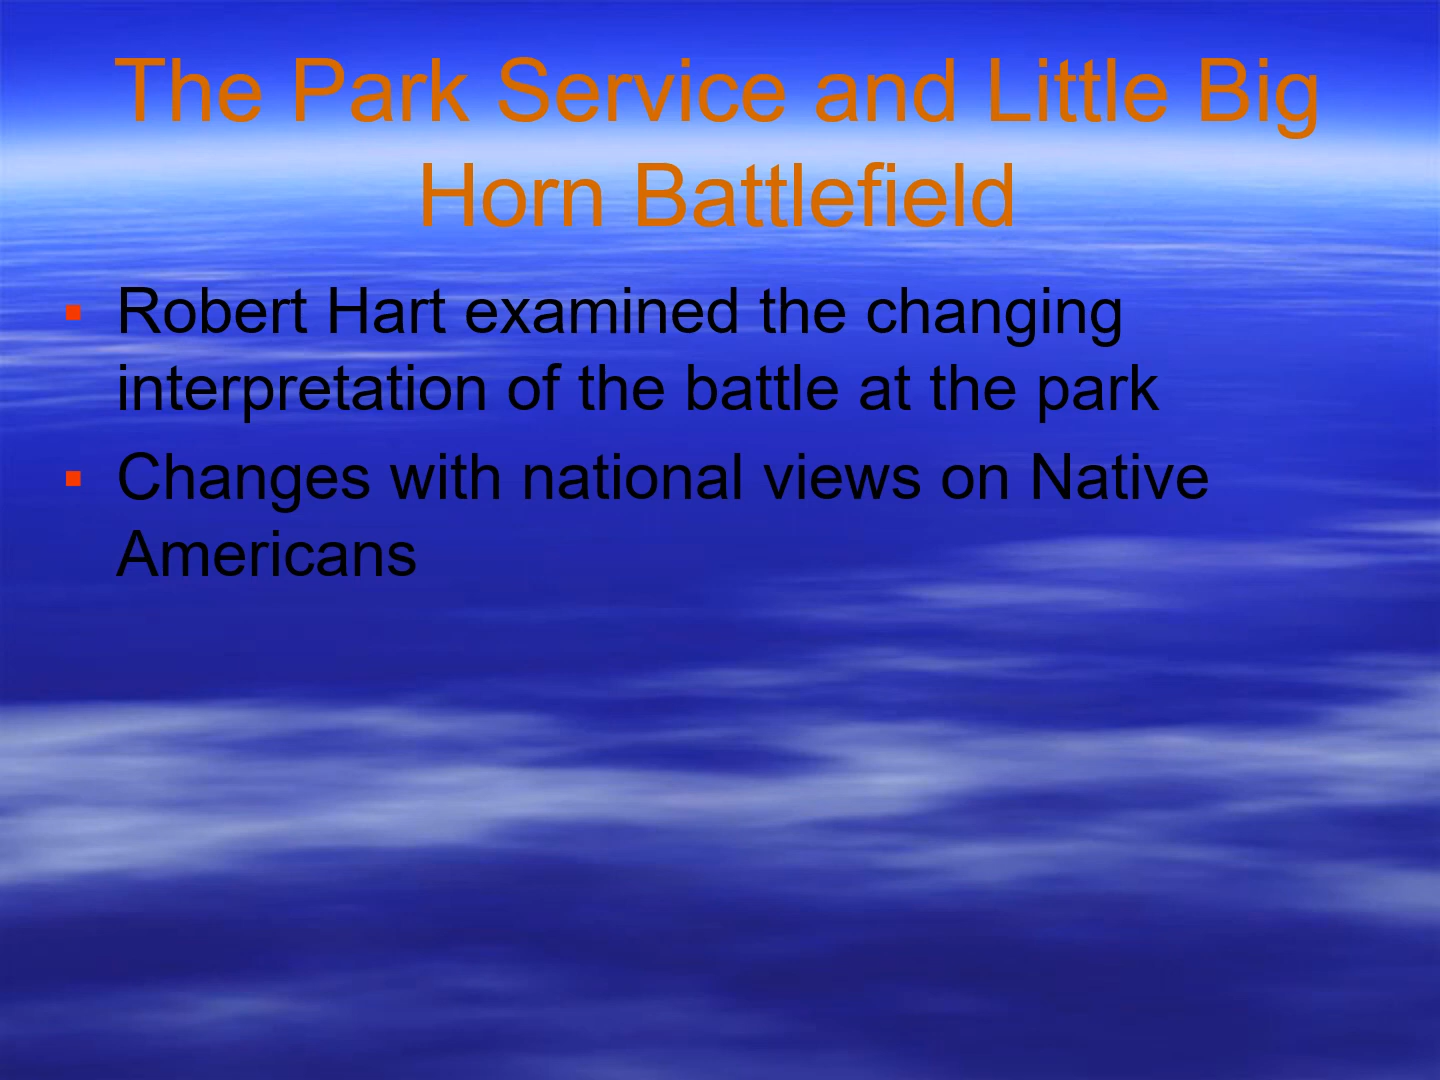 The Park Service and Little Big
Horn Battlefield
▪ Robert Hart examined the changing
interpretation of the battle at the park
▪ Changes with national views on Native
Americans